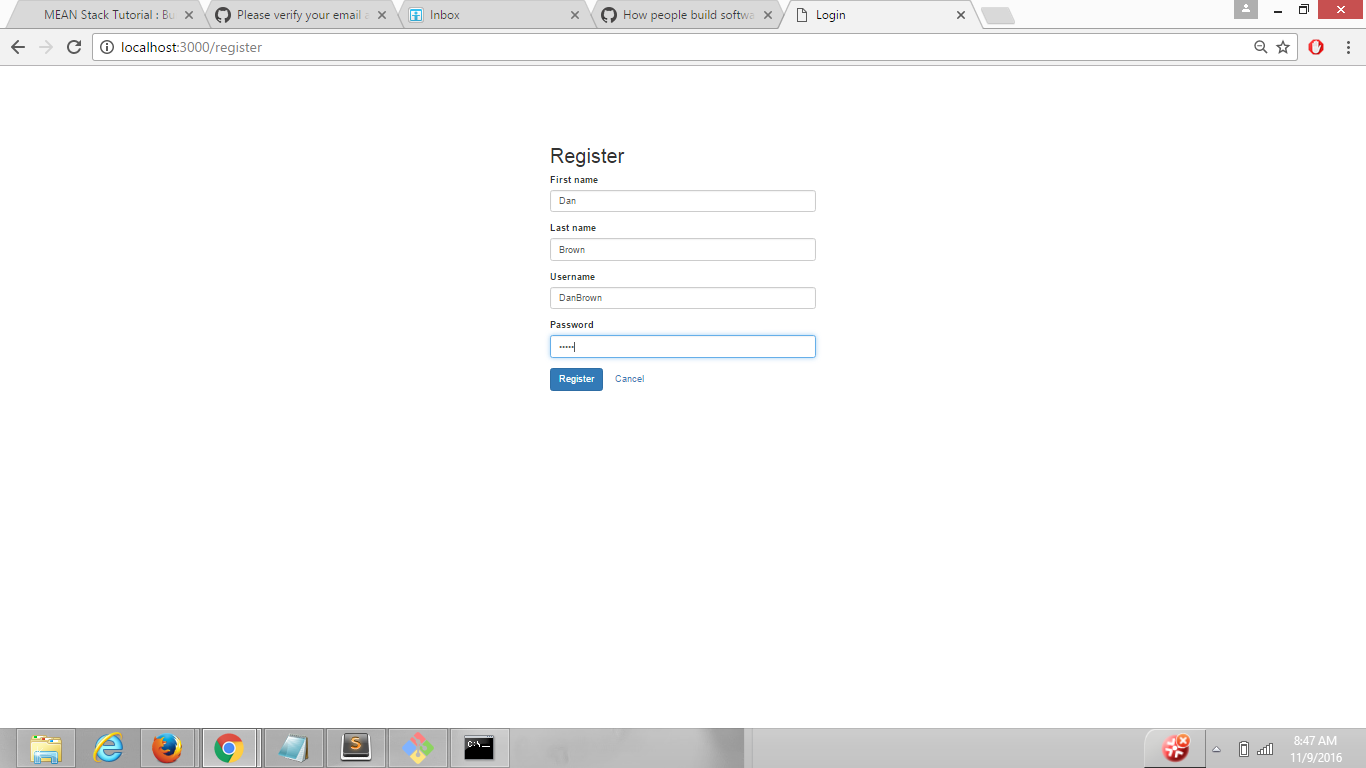 MEAN Stack Tutorial : Bu
Please verify your email a
Inbox
How people build softwa
Login
localhost:3000/register
Register
First name
Dan
Last name
Brown
Username
DanBrown
Password
•••••
Register Cancel
S
C:\_
8:47 AM
11/9/2016